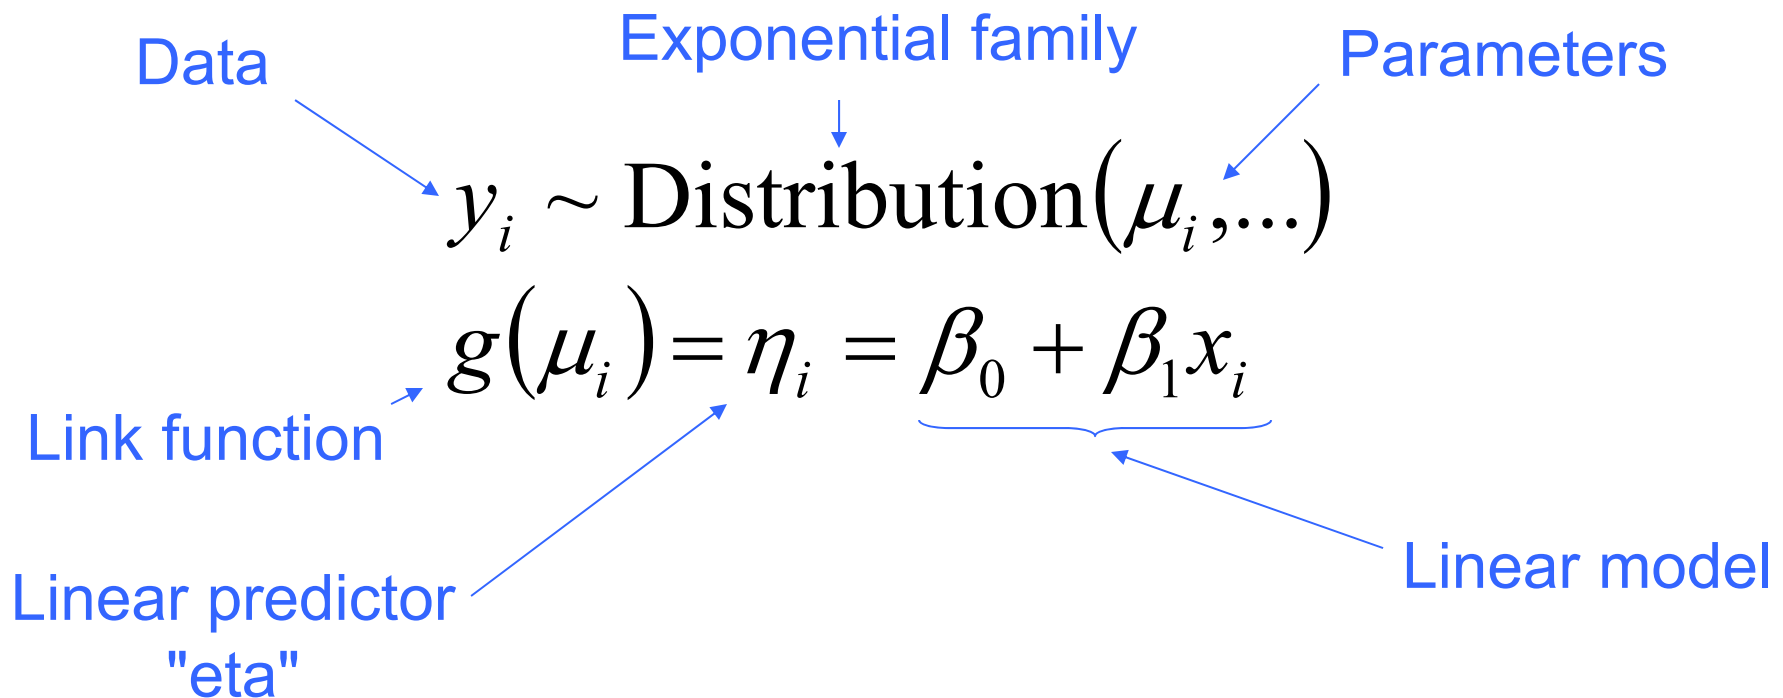 Data
Exponential family
Parameters
yᵢ ~ Distribution(μᵢ,...)
g(μᵢ) = ηᵢ = β₀ + β₁xᵢ
Link function
Linear predictor
"eta"
Linear model